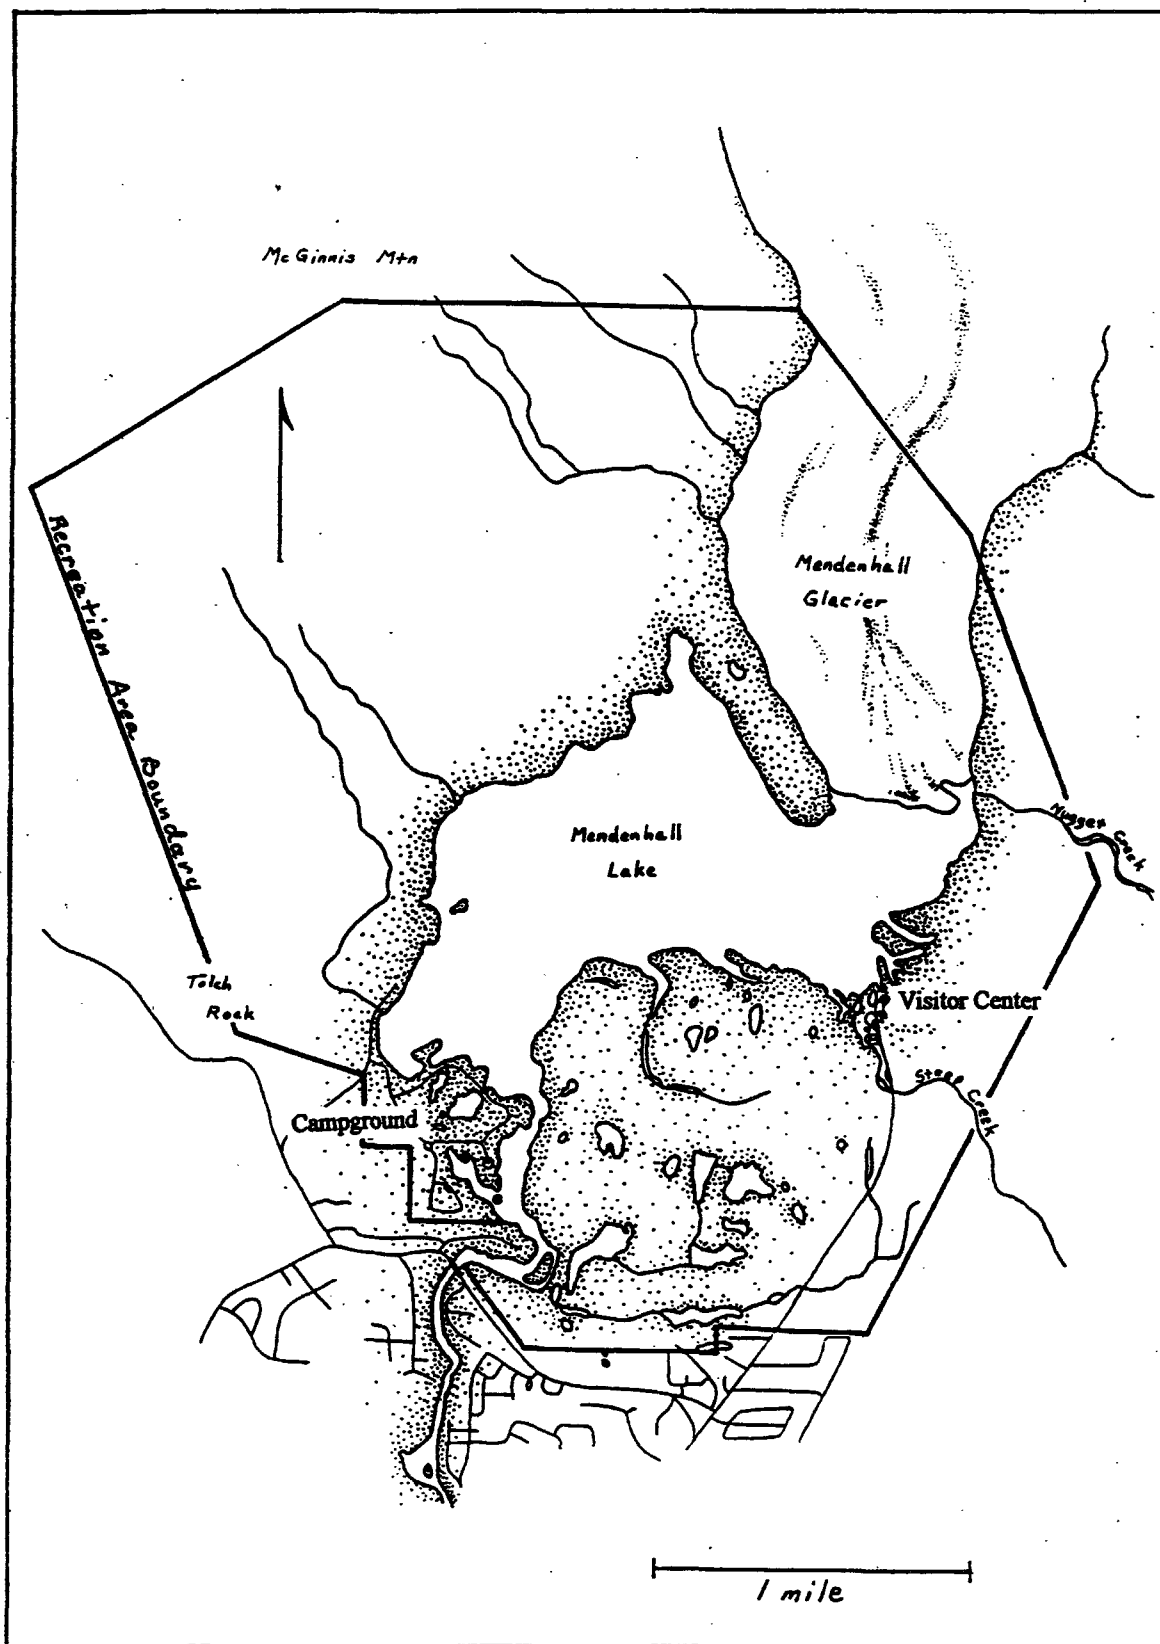 McGinnis Mtn
Mendenhall
Glacier
Recreation Area Boundary
Nugget Creek
Mendenhall
Lake
Tolch
Rock
Visitor Center
Steep Creek
Campground
1 mile